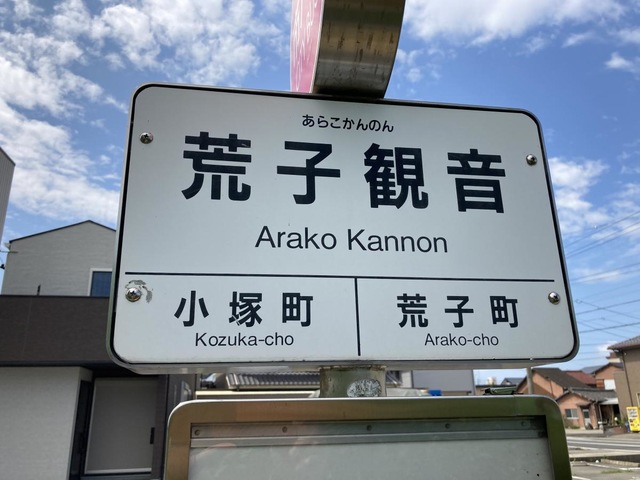 あらこかんのん
荒子観音
Arako Kannon
小塚町
Kozuka-cho
荒子町
Arako-cho